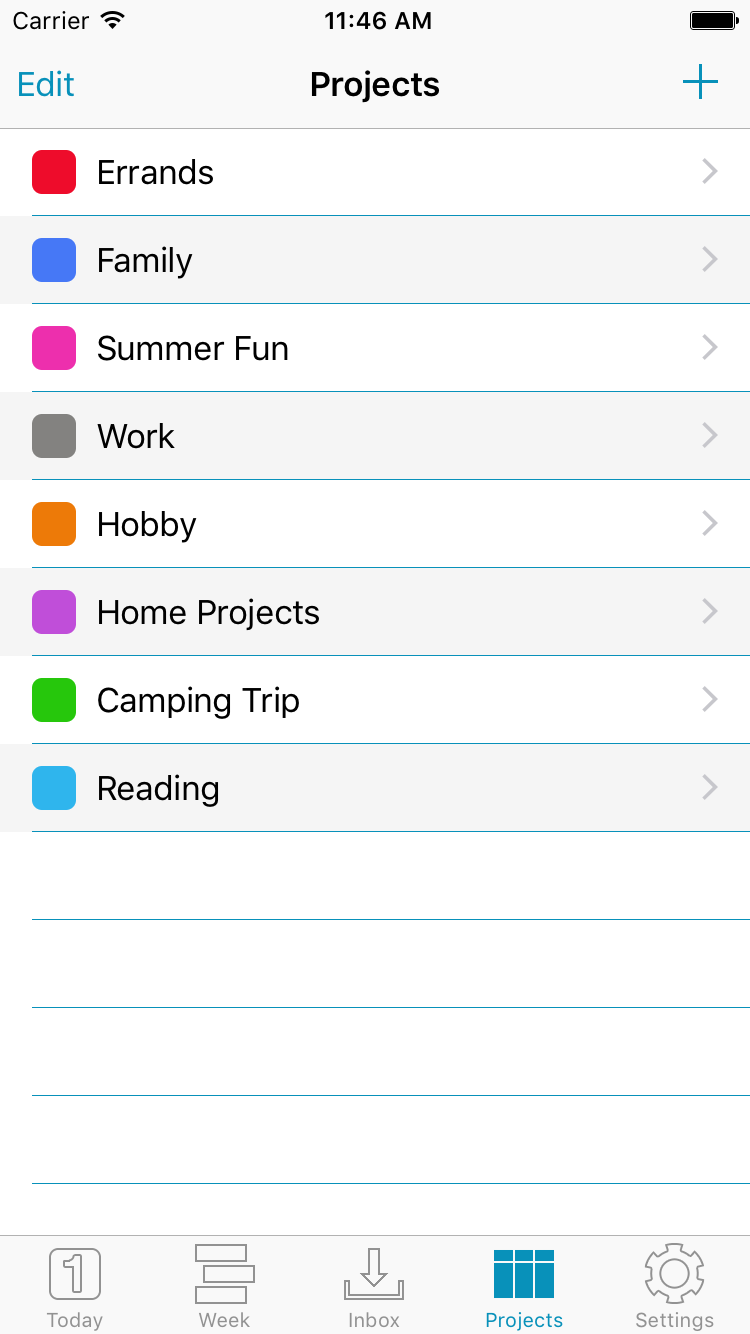 Carrier 11:46 AM
Edit Projects
Errands
Family
Summer Fun
Work
Hobby
Home Projects
Camping Trip
Reading
1
Today Week Inbox Projects Settings